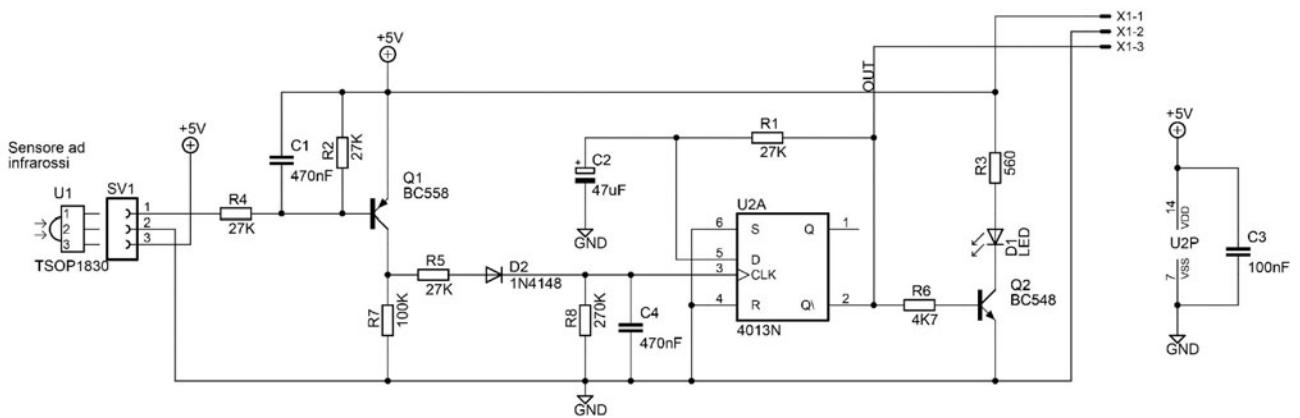 X1-1
X1-2
X1-3
+5V
OUT
+5V
+5V
Sensore ad
infrarossi
U1
SV1
1
2
3
1
2
3
TSOP1830
R4
27K
C1
470nF
R2
27K
Q1
BC558
R5
27K
D2
1N4148
R7
100K
R8
270K
C4
470nF
GND
C2
47uF
+
GND
R1
27K
U2A
6
S
Q
1
5
D
3
CLK
4
R
Q\
2
4013N
R6
4K7
R3
560
D1
LED
Q2
BC548
14
VDD
U2P
7
VSS
C3
100nF
GND